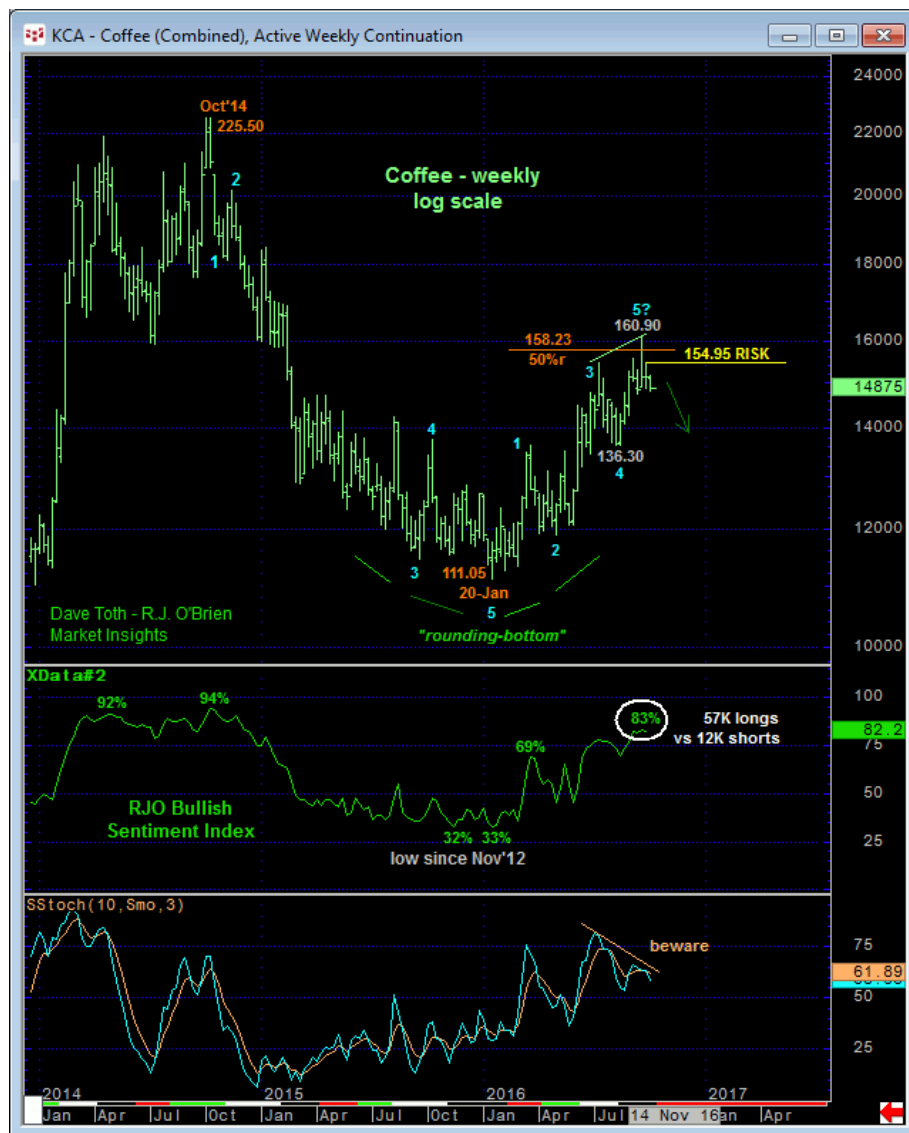 KCA - Coffee (Combined), Active Weekly Continuation
24000
Oct'14
225.50
22000
2
Coffee - weekly
log scale
20000
1
18000
5?
160.90
158.23
50%r
16000
154.95 RISK
3
14875
4
1
14000
136.30
4
2
12000
3
111.05
20-Jan
5
"rounding-bottom"
Dave Toth - R.J. O'Brien
Market Insights
10000
XData#2
100
92%
94%
83%
57K longs
vs 12K shorts
82.2
75
69%
RJO Bullish
Sentiment Index
50
32%
33%
25
low since Nov'12
SStoch(10,Smo,3)
beware
75
61.89
50
25
2014
2015
2016
2017
Jan Apr Jul Oct Jan Apr Jul Oct Jan Apr Jul 14 Nov 16 an Apr